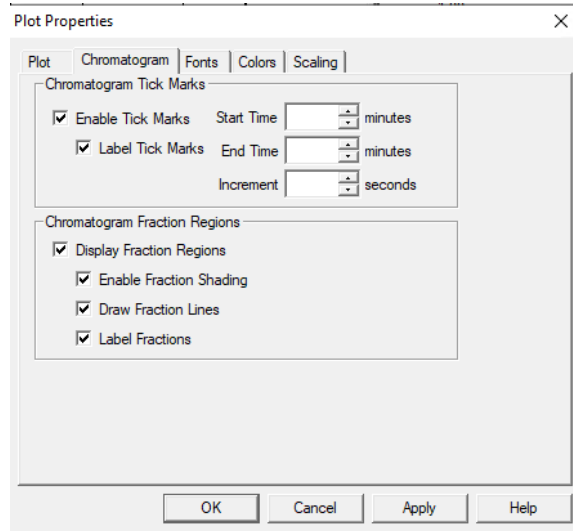 Plot Properties
Plot Chromatogram Fonts Colors Scaling
Chromatogram Tick Marks
Enable Tick Marks Start Time minutes
Label Tick Marks End Time minutes
Increment seconds
Chromatogram Fraction Regions
Display Fraction Regions
Enable Fraction Shading
Draw Fraction Lines
Label Fractions
OK Cancel Apply Help